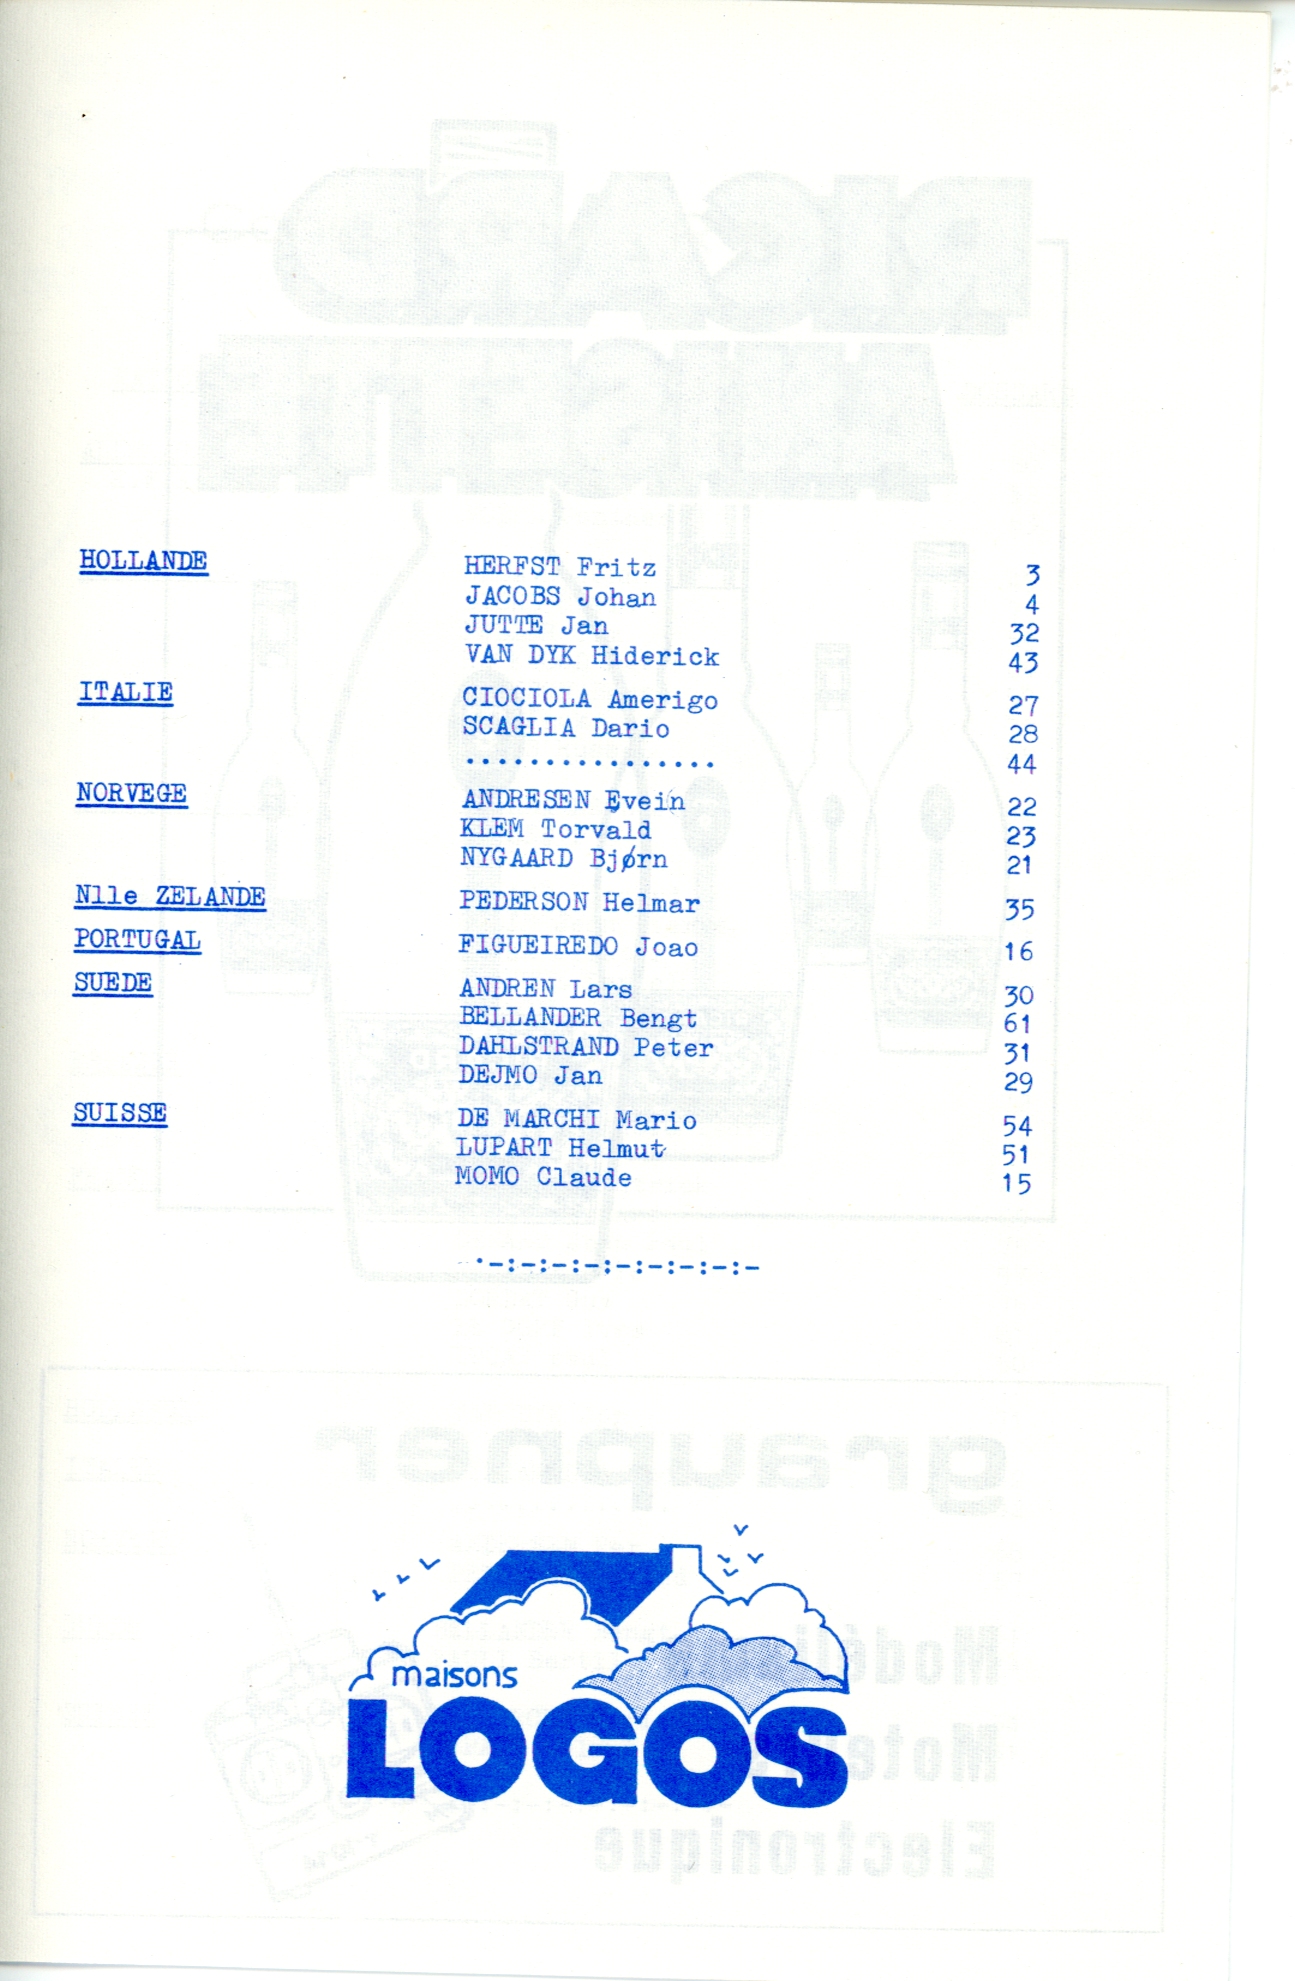 HOLLANDE HERFST Fritz 3
JACOBS Johan 4
JUTTE Jan 32
VAN DYK Hiderick 43
ITALIE CIOCIOLA Amerigo 27
SCAGLIA Dario 28
................ 44
NORVEGE ANDRESEN Evein 22
KLEM Torvald 23
NYGAARD Bjørn 21
Nlle ZELANDE PEDERSON Helmar 35
PORTUGAL FIGUEIREDO Joao 16
SUEDE ANDREN Lars 30
BELLANDER Bengt 61
DAHLSTRAND Peter 31
DEJMO Jan 29
SUISSE DE MARCHI Mario 54
LUPART Helmut 51
MOMO Claude 15
·-:-:-:-:-:-:-:-:-
maisons
LOGOS